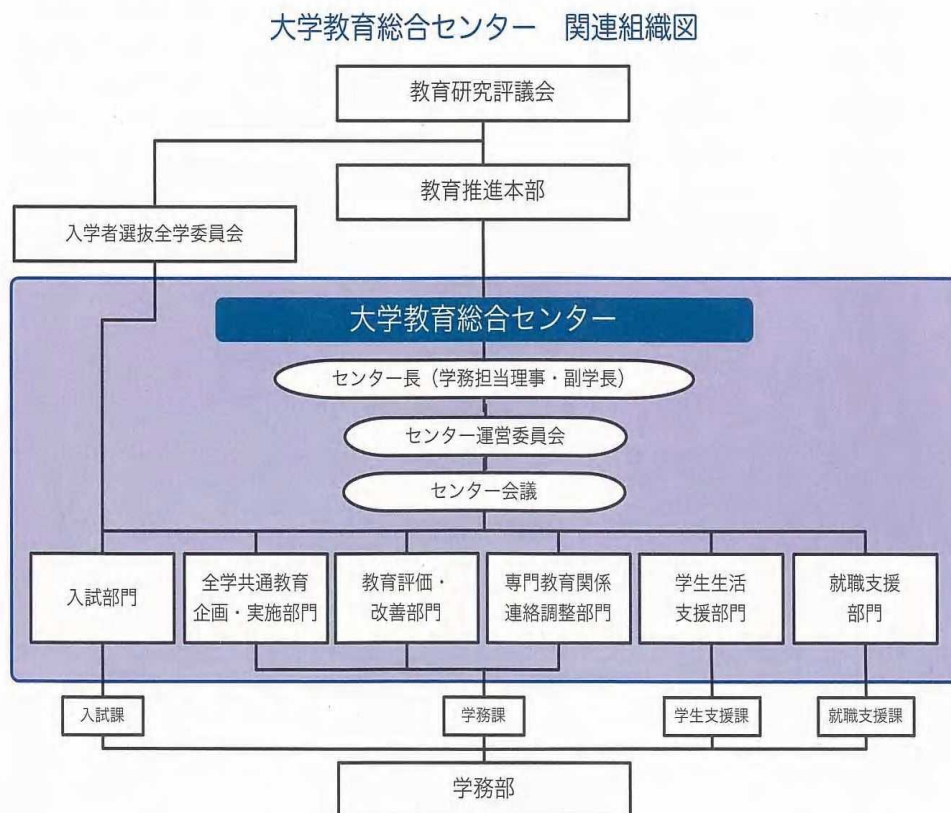 大学教育総合センター　関連組織図
教育研究評議会
教育推進本部
入学者選抜全学委員会
大学教育総合センター
センター長（学務担当理事・副学長）
センター運営委員会
センター会議
入試部門
全学共通教育
企画・実施部門
教育評価・
改善部門
専門教育関係
連絡調整部門
学生生活
支援部門
就職支援
部門
入試課
学務課
学生支援課
就職支援課
学務部